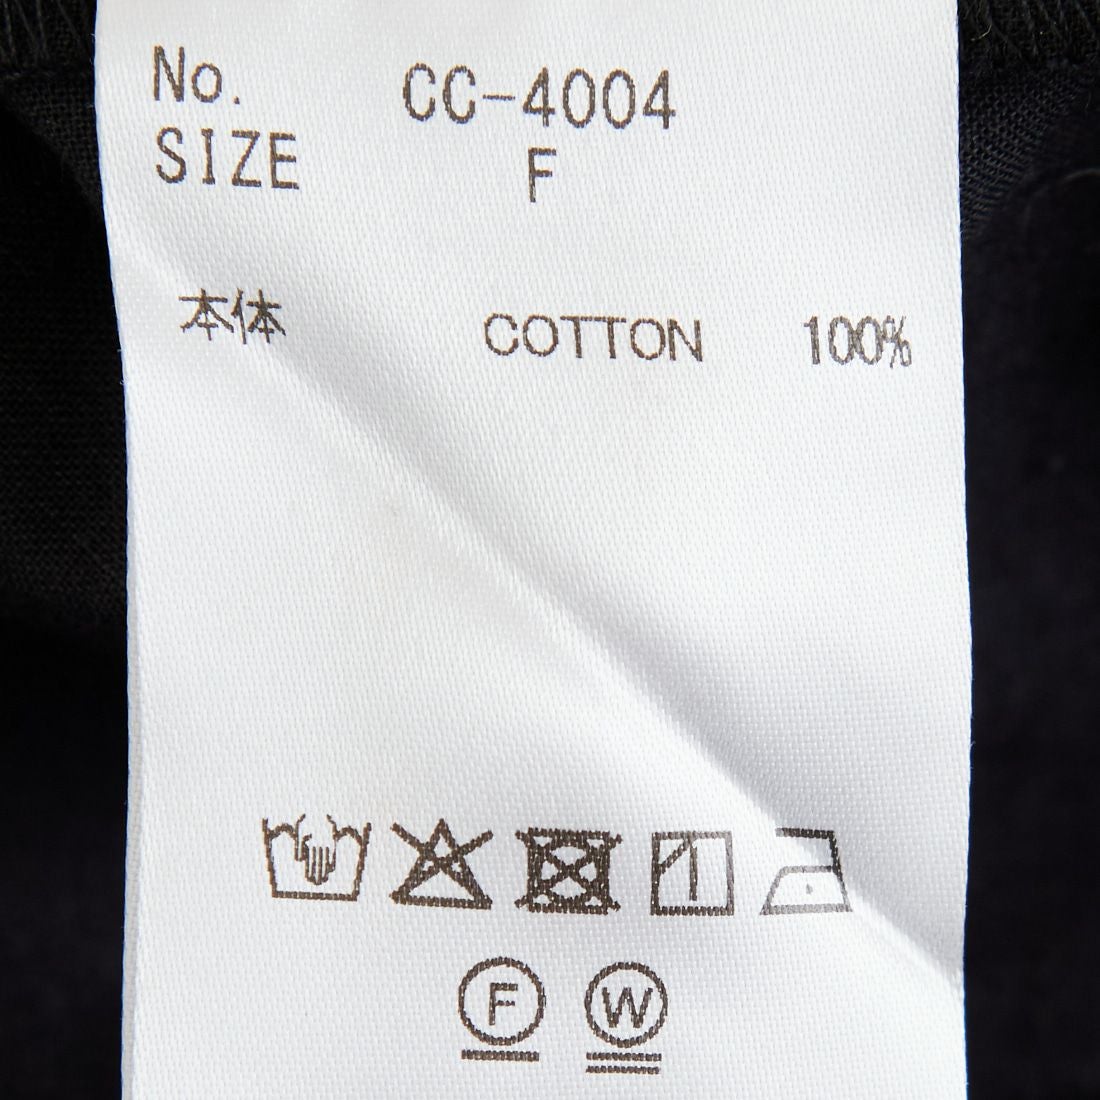 No. CC-4004
SIZE F
本体 COTTON 100%
F W